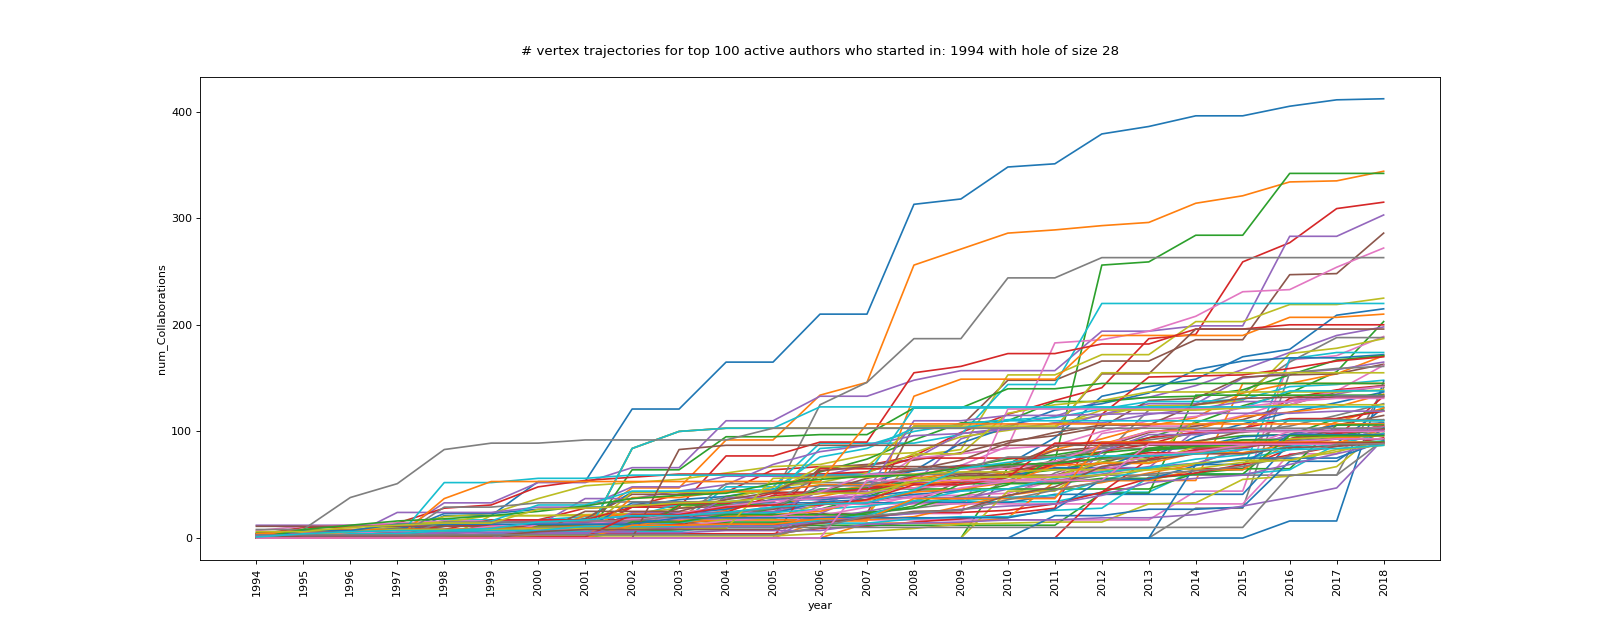 # vertex trajectories for top 100 active authors who started in: 1994 with hole of size 28
400
300
200
100
0
num_Collaborations
1994 1995 1996 1997 1998 1999 2000 2001 2002 2003 2004 2005 2006 2007 2008 2009 2010 2011 2012 2013 2014 2015 2016 2017 2018
year